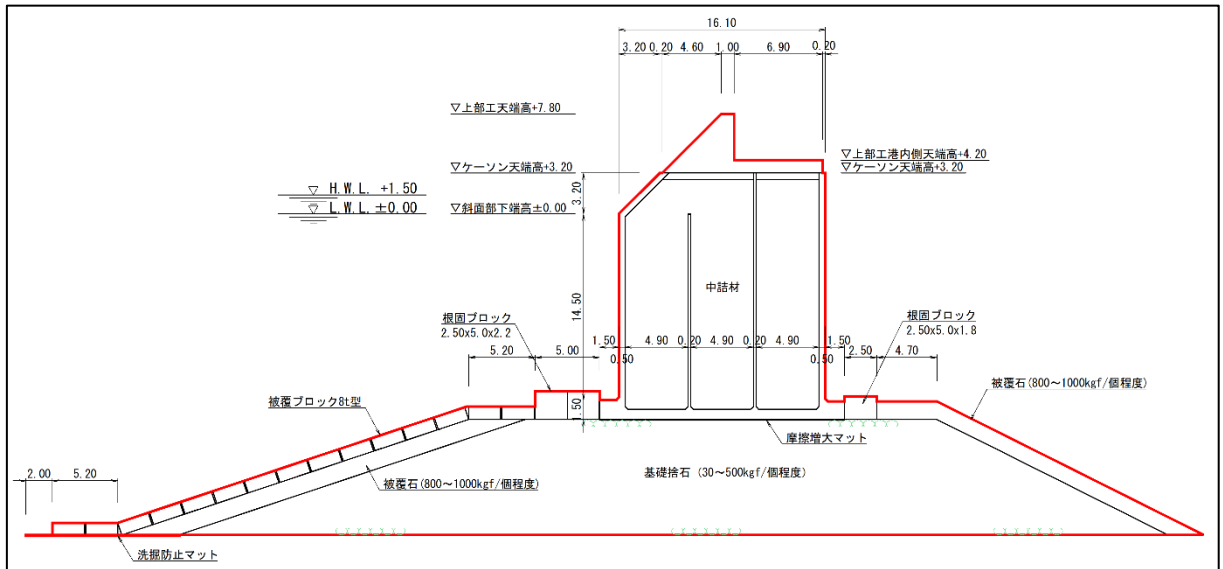 16.10
3.20 0.20 4.60 1.00 6.90 0.20
▽上部工天端高+7.80
▽上部工港内側天端高+4.20
▽ケーソン天端高+3.20
▽ケーソン天端高+3.20
▽ H.W.L. +1.50
▽ L.W.L. ±0.00
▽斜面部下端高±0.00
3.20
14.50
中詰材
根固ブロック
2.50x5.0x2.2
根固ブロック
2.50x5.0x1.8
1.50 4.90 0.20 4.90 0.20 4.90 1.50
0.50 0.50
5.20 5.00
2.50 4.70
被覆石(800～1000kgf/個程度)
被覆ブロック8t型
1.50
摩擦増大マット
2.00 5.20
被覆石(800～1000kgf/個程度)
基礎捨石 (30～500kgf/個程度)
洗掘防止マット